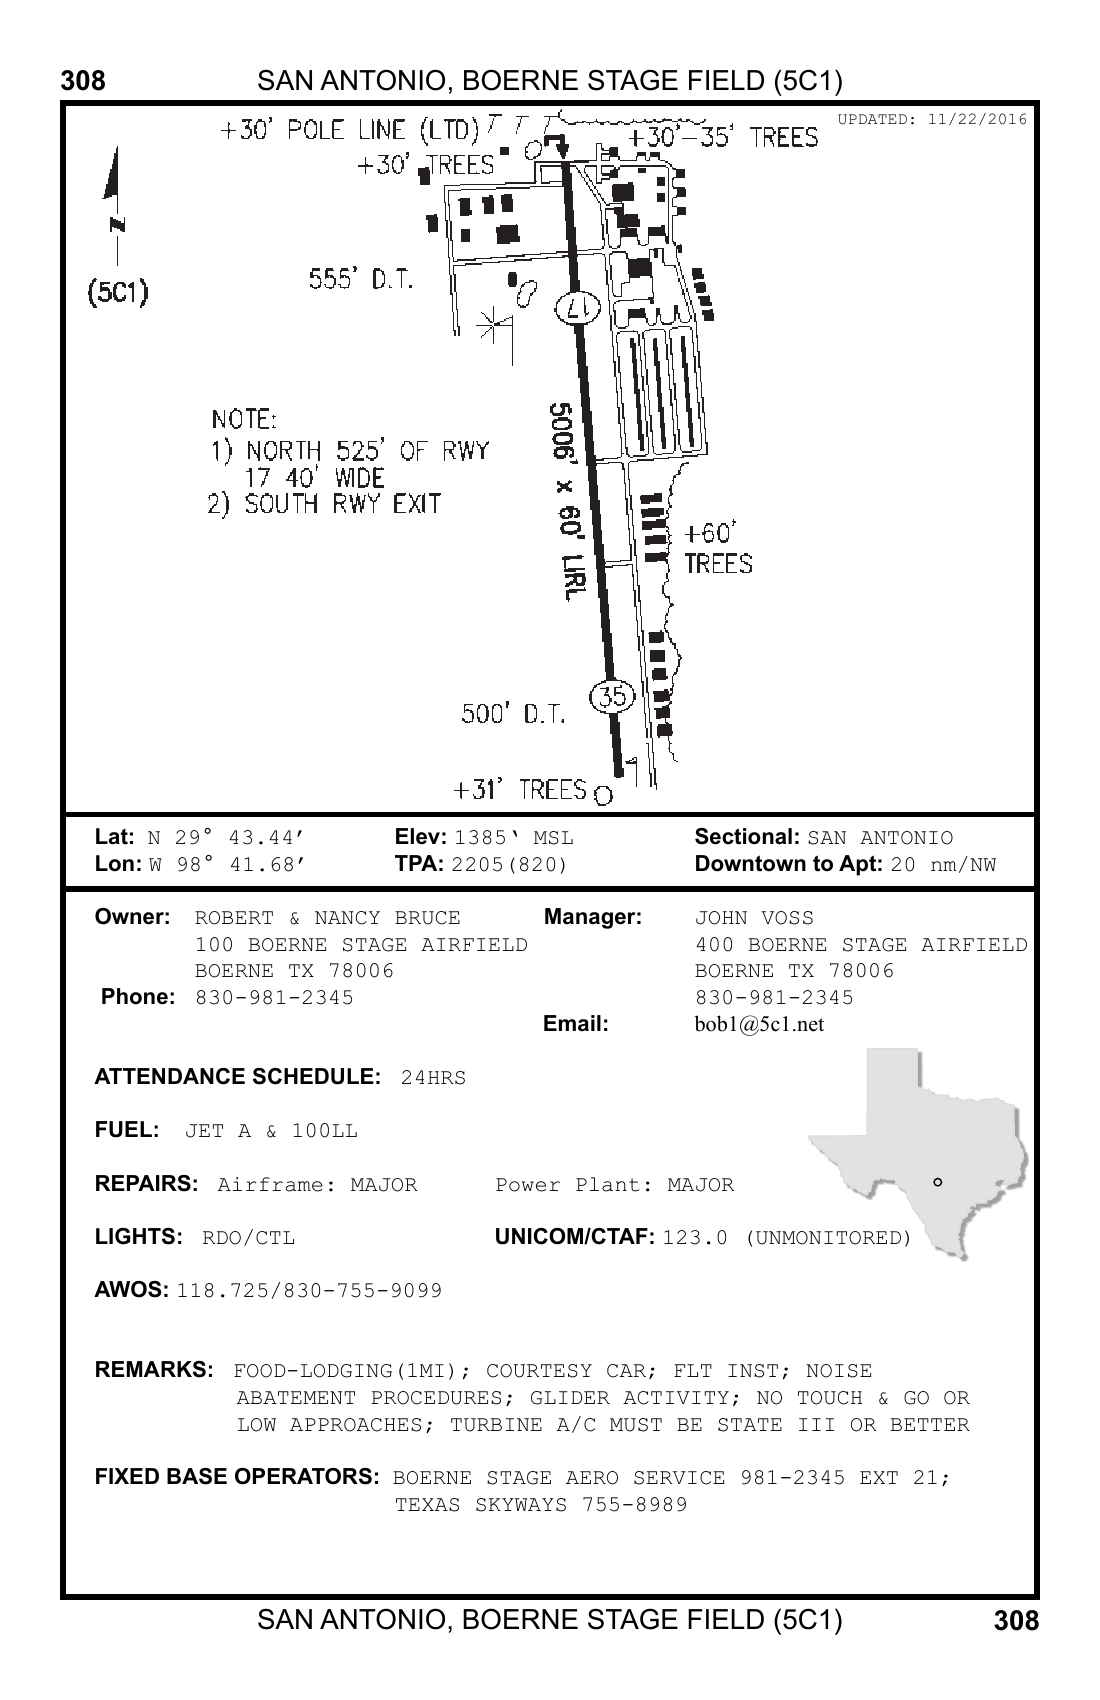 308 SAN ANTONIO, BOERNE STAGE FIELD (5C1)
UPDATED: 11/22/2016
+30' POLE LINE (LTD)
+30'-35' TREES
+30' TREES
N
(5C1)
555' D.T.
17
NOTE:
1) NORTH 525' OF RWY
17 40' WIDE
2) SOUTH RWY EXIT
5006' x 60' LIRL
+60'
TREES
35
500' D.T.
+31' TREES
Lat: N 29° 43.44′ Elev: 1385‛ MSL Sectional: SAN ANTONIO
Lon: W 98° 41.68′ TPA: 2205(820) Downtown to Apt: 20 nm/NW
Owner: ROBERT & NANCY BRUCE Manager: JOHN VOSS
100 BOERNE STAGE AIRFIELD 400 BOERNE STAGE AIRFIELD
BOERNE TX 78006 BOERNE TX 78006
Phone: 830-981-2345 830-981-2345
Email: bob1@5c1.net
ATTENDANCE SCHEDULE: 24HRS
FUEL: JET A & 100LL
REPAIRS: Airframe: MAJOR Power Plant: MAJOR
LIGHTS: RDO/CTL UNICOM/CTAF: 123.0 (UNMONITORED)
AWOS: 118.725/830-755-9099
REMARKS: FOOD-LODGING(1MI); COURTESY CAR; FLT INST; NOISE
ABATEMENT PROCEDURES; GLIDER ACTIVITY; NO TOUCH & GO OR
LOW APPROACHES; TURBINE A/C MUST BE STATE III OR BETTER
FIXED BASE OPERATORS: BOERNE STAGE AERO SERVICE 981-2345 EXT 21;
TEXAS SKYWAYS 755-8989
SAN ANTONIO, BOERNE STAGE FIELD (5C1) 308